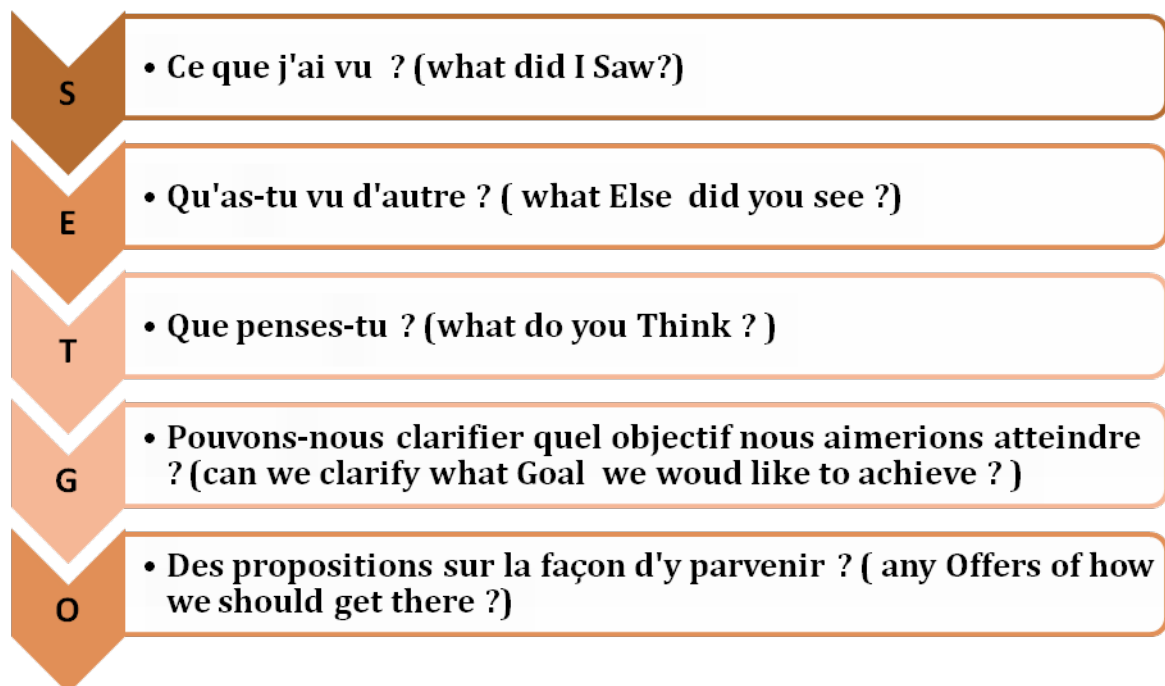 S
• Ce que j'ai vu ? (what did I Saw?)
E
• Qu'as-tu vu d'autre ? ( what Else did you see ?)
T
• Que penses-tu ? (what do you Think ? )
G
• Pouvons-nous clarifier quel objectif nous aimerions atteindre
? (can we clarify what Goal we woud like to achieve ? )
O
• Des propositions sur la façon d'y parvenir ? ( any Offers of how
we should get there ?)